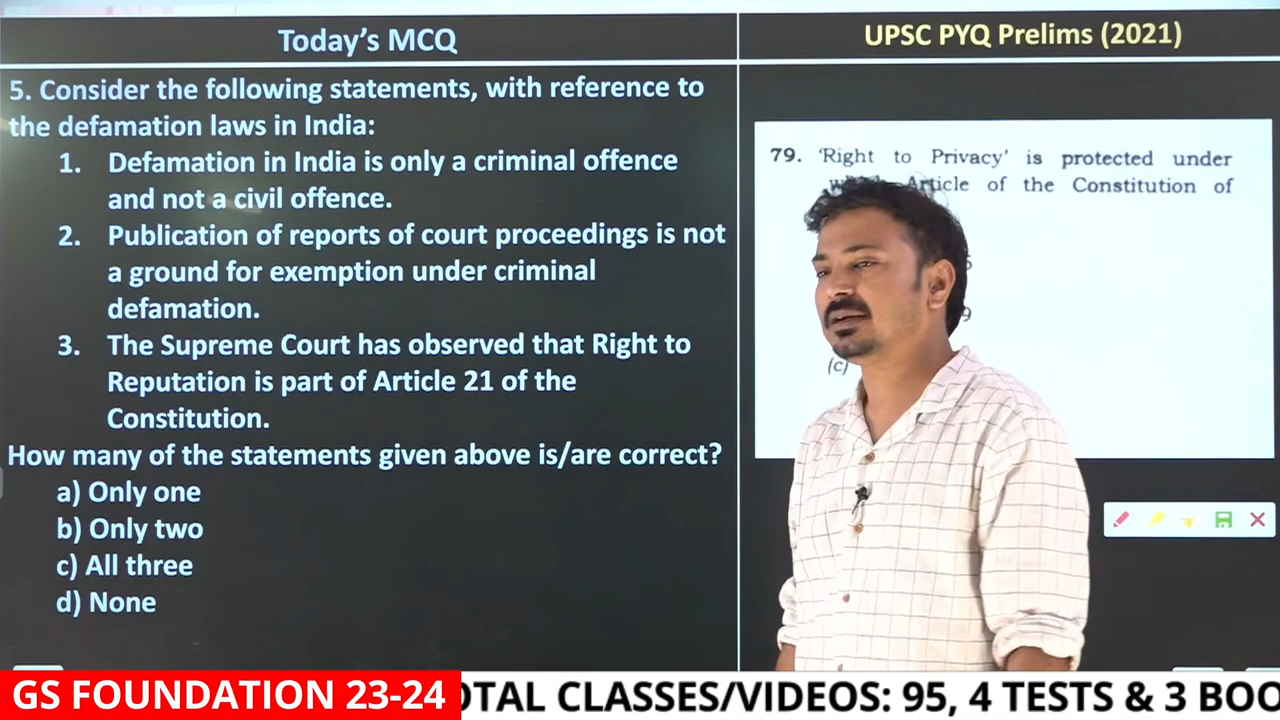 Today's MCQ
5. Consider the following statements, with reference to
the defamation laws in India:
1. Defamation in India is only a criminal offence
and not a civil offence.
2. Publication of reports of court proceedings is not
a ground for exemption under criminal
defamation.
3. The Supreme Court has observed that Right to
Reputation is part of Article 21 of the
Constitution.
How many of the statements given above is/are correct?
a) Only one
b) Only two
c) All three
d) None
UPSC PYQ Prelims (2021)
79. 'Right to Privacy' is protected under
Article of the Constitution of
(c)
GS FOUNDATION 23-24
OTAL CLASSES/VIDEOS: 95, 4 TESTS & 3 BOO